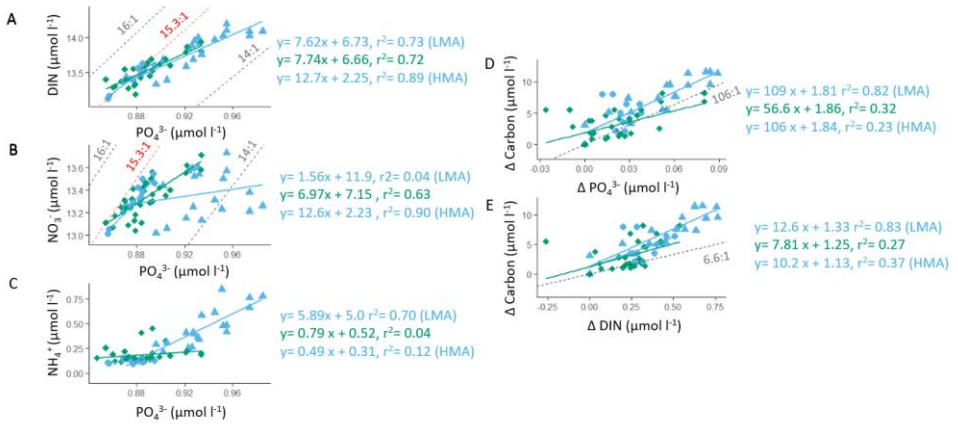 A
DIN (μmol l⁻¹)
14.0
13.5
16:1
15.3:1
14:1
0.88
0.92
0.96
PO₄³⁻ (μmol l⁻¹)
y= 7.62x + 6.73, r²= 0.73 (LMA)
y= 7.74x + 6.66, r²= 0.72
y= 12.7x + 2.25, r²= 0.89 (HMA)
B
NO₃⁻ (μmol l⁻¹)
13.6
13.4
13.2
13.0
16:1
15.3:1
14:1
0.88
0.92
0.96
PO₄³⁻ (μmol l⁻¹)
y= 1.56x + 11.9, r2= 0.04 (LMA)
y= 6.97x + 7.15, r²= 0.63
y= 12.6x + 2.23, r²= 0.90 (HMA)
C
NH₄⁺ (μmol l⁻¹)
0.75
0.50
0.25
0.00
0.88
0.92
0.96
PO₄³⁻ (μmol l⁻¹)
y= 5.89x + 5.0 r²= 0.70 (LMA)
y= 0.79 x + 0.52, r²= 0.04
y= 0.49 x + 0.31, r²= 0.12 (HMA)
D
Δ Carbon (μmol l⁻¹)
10
5
0
106:1
-0.03
0.00
0.03
0.06
0.09
Δ PO₄³⁻ (μmol l⁻¹)
y= 109 x + 1.81 r²= 0.82 (LMA)
y= 56.6 x + 1.86, r²= 0.32
y= 106 x + 1.84, r²= 0.23 (HMA)
E
Δ Carbon (μmol l⁻¹)
10
5
0
6.6:1
-0.25
0.00
0.25
0.50
0.75
Δ DIN (μmol l⁻¹)
y= 12.6 x + 1.33 r²= 0.83 (LMA)
y= 7.81 x + 1.25, r²= 0.27
y= 10.2 x + 1.13, r²= 0.37 (HMA)